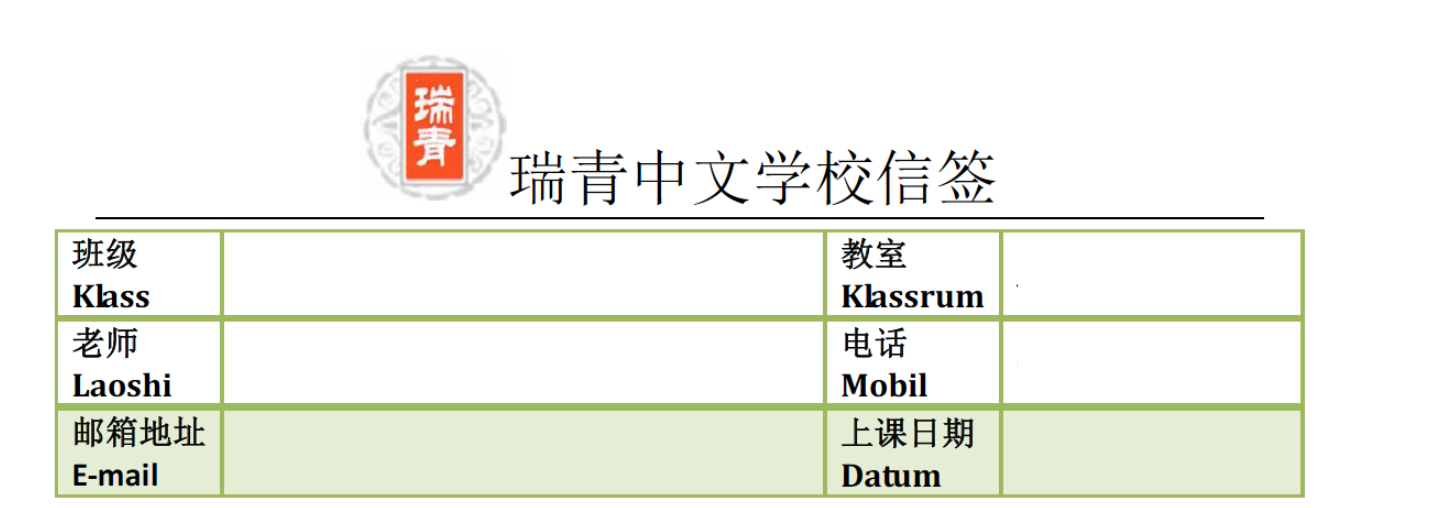 瑞
青
瑞青中文学校信签
班级
Klass
教室
Klassrum
老师
Laoshi
电话
Mobil
邮箱地址
E-mail
上课日期
Datum